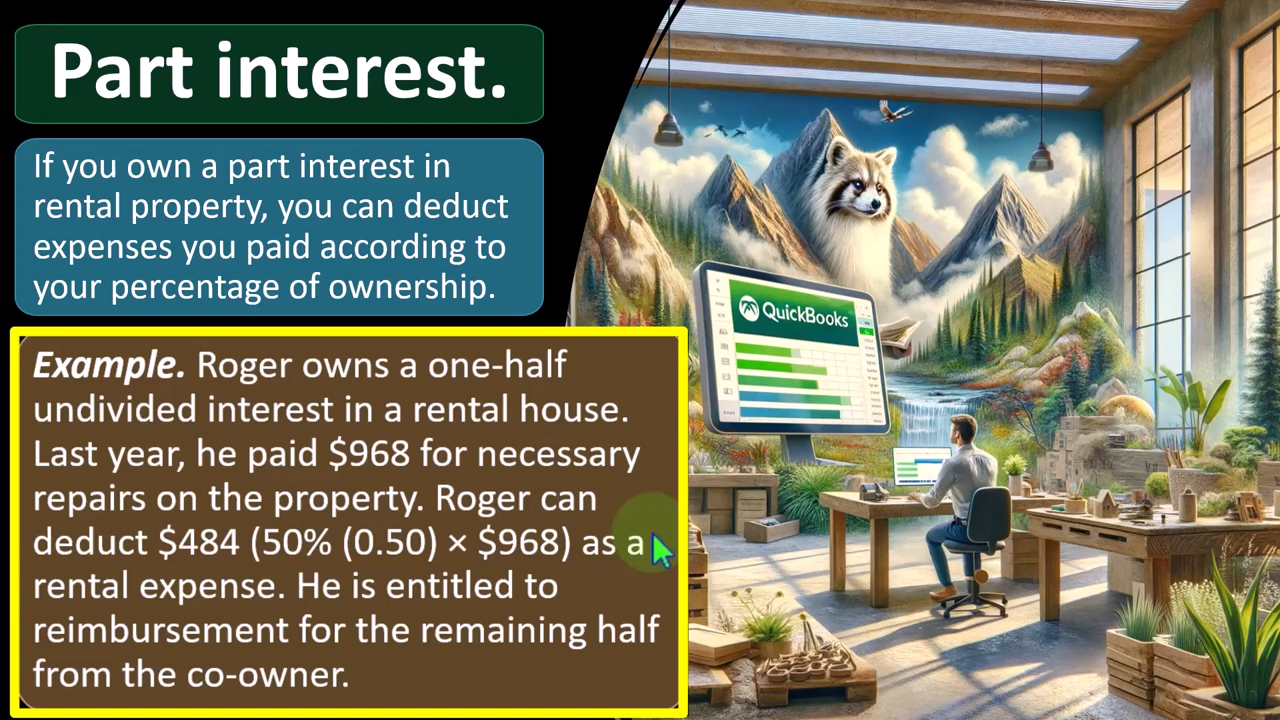 Part interest.
If you own a part interest in
rental property, you can deduct
expenses you paid according to
your percentage of ownership.
Example. Roger owns a one-half
undivided interest in a rental house.
Last year, he paid $968 for necessary
repairs on the property. Roger can
deduct $484 (50% (0.50) × $968) as a
rental expense. He is entitled to
reimbursement for the remaining half
from the co-owner.
QuickBooks